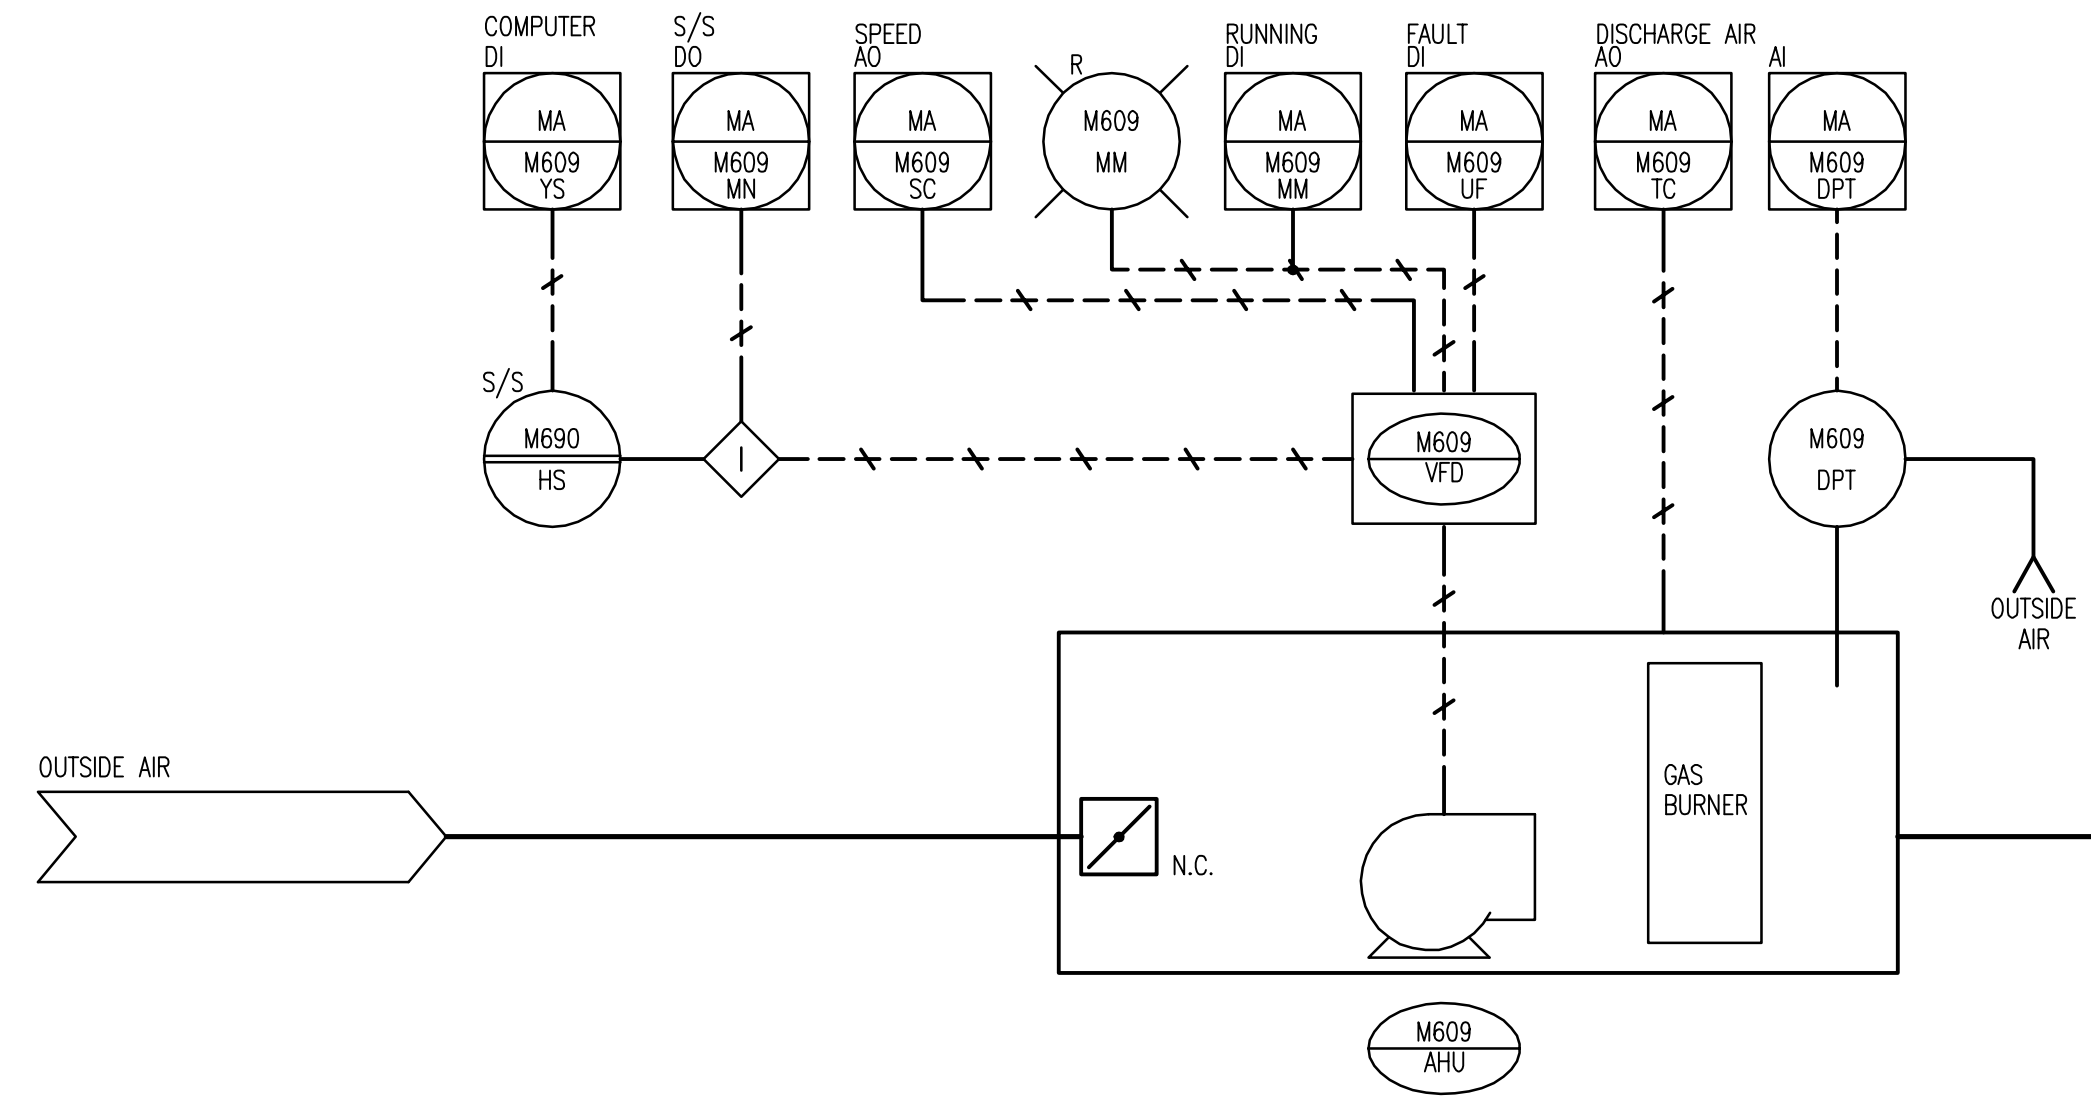 COMPUTER
DI
S/S
DO
SPEED
AO
R
RUNNING
DI
FAULT
DI
DISCHARGE AIR
AO
AI
MA
M609
YS
MA
M609
MN
MA
M609
SC
M609
MM
MA
M609
MM
MA
M609
UF
MA
M609
TC
MA
M609
DPT
S/S
M690
HS
I
M609
VFD
M609
DPT
OUTSIDE
AIR
OUTSIDE AIR
N.C.
GAS
BURNER
M609
AHU